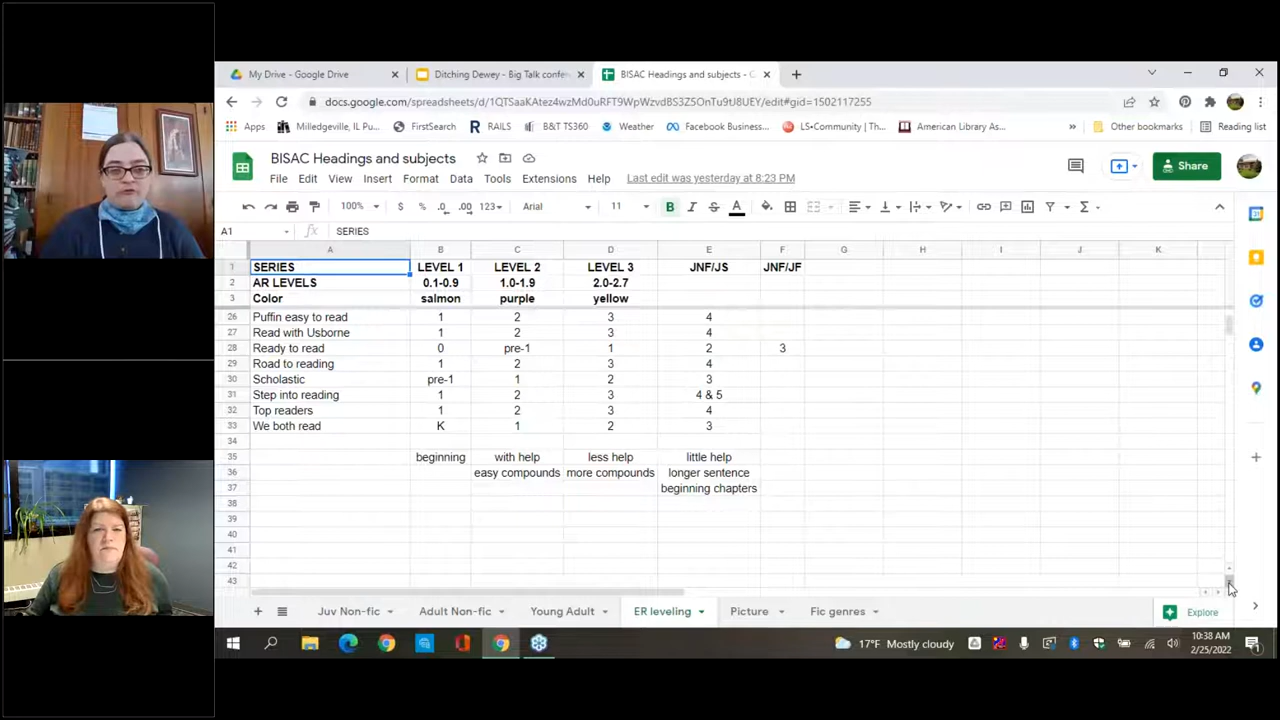 My Drive - Google Drive
Ditching Dewey - Big Talk confe
BISAC Headings and subjects - C
docs.google.com/spreadsheets/d/1QTSaaKAtez4wzMd0uRFT9WpWzvdBS3Z5OnTu9tJ8UEY/edit#gid=1502117255
Apps Milledgeville, IL Pu... FirstSearch RAILS B&T TS360 Weather Facebook Business... LS•Community | Th... American Library As... » Other bookmarks Reading list
BISAC Headings and subjects
Share
File Edit View Insert Format Data Tools Extensions Help Last edit was yesterday at 8:23 PM
100% $ % .0 .00 123 Arial 11 B I S A
A1 fx SERIES
A B C D E F G H I J K
1 SERIES LEVEL 1 LEVEL 2 LEVEL 3 JNF/JS JNF/JF
2 AR LEVELS 0.1-0.9 1.0-1.9 2.0-2.7
3 Color salmon purple yellow
26 Puffin easy to read 1 2 3 4
27 Read with Usborne 1 2 3 4
28 Ready to read 0 pre-1 1 2 3
29 Road to reading 1 2 3 4
30 Scholastic pre-1 1 2 3
31 Step into reading 1 2 3 4 & 5
32 Top readers 1 2 3 4
33 We both read K 1 2 3
34
35 beginning with help less help little help
36 easy compounds more compounds longer sentence
37 beginning chapters
38
39
40
41
42
43
Juv Non-fic Adult Non-fic Young Adult ER leveling Picture Fic genres Explore
17°F Mostly cloudy 10:38 AM
2/25/2022